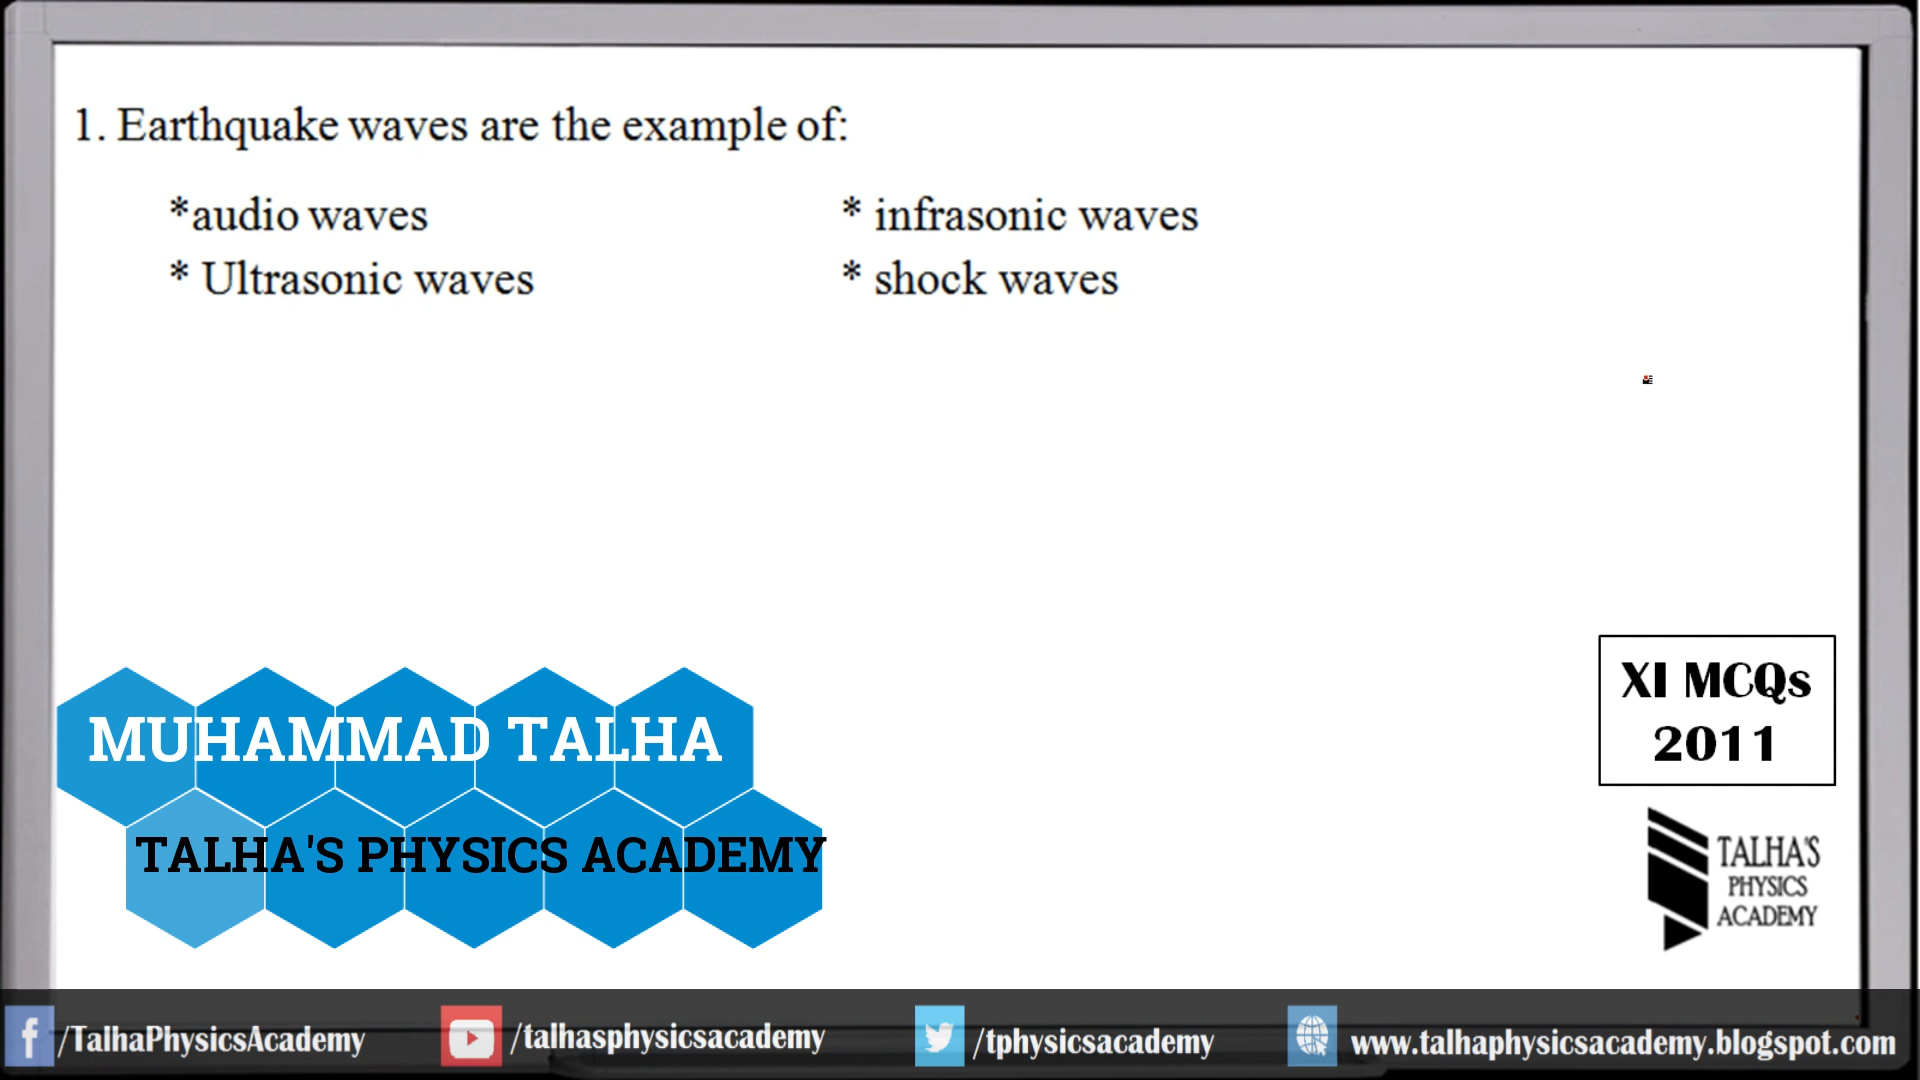 1. Earthquake waves are the example of:
*audio waves
* infrasonic waves
* Ultrasonic waves
* shock waves
MUHAMMAD TALHA
TALHA'S PHYSICS ACADEMY
XI MCQs
2011
TALHA'S
PHYSICS
ACADEMY
/TalhaPhysicsAcademy
/talhasphysicsacademy
/tphysicsacademy
www.talhaphysicsacademy.blogspot.com